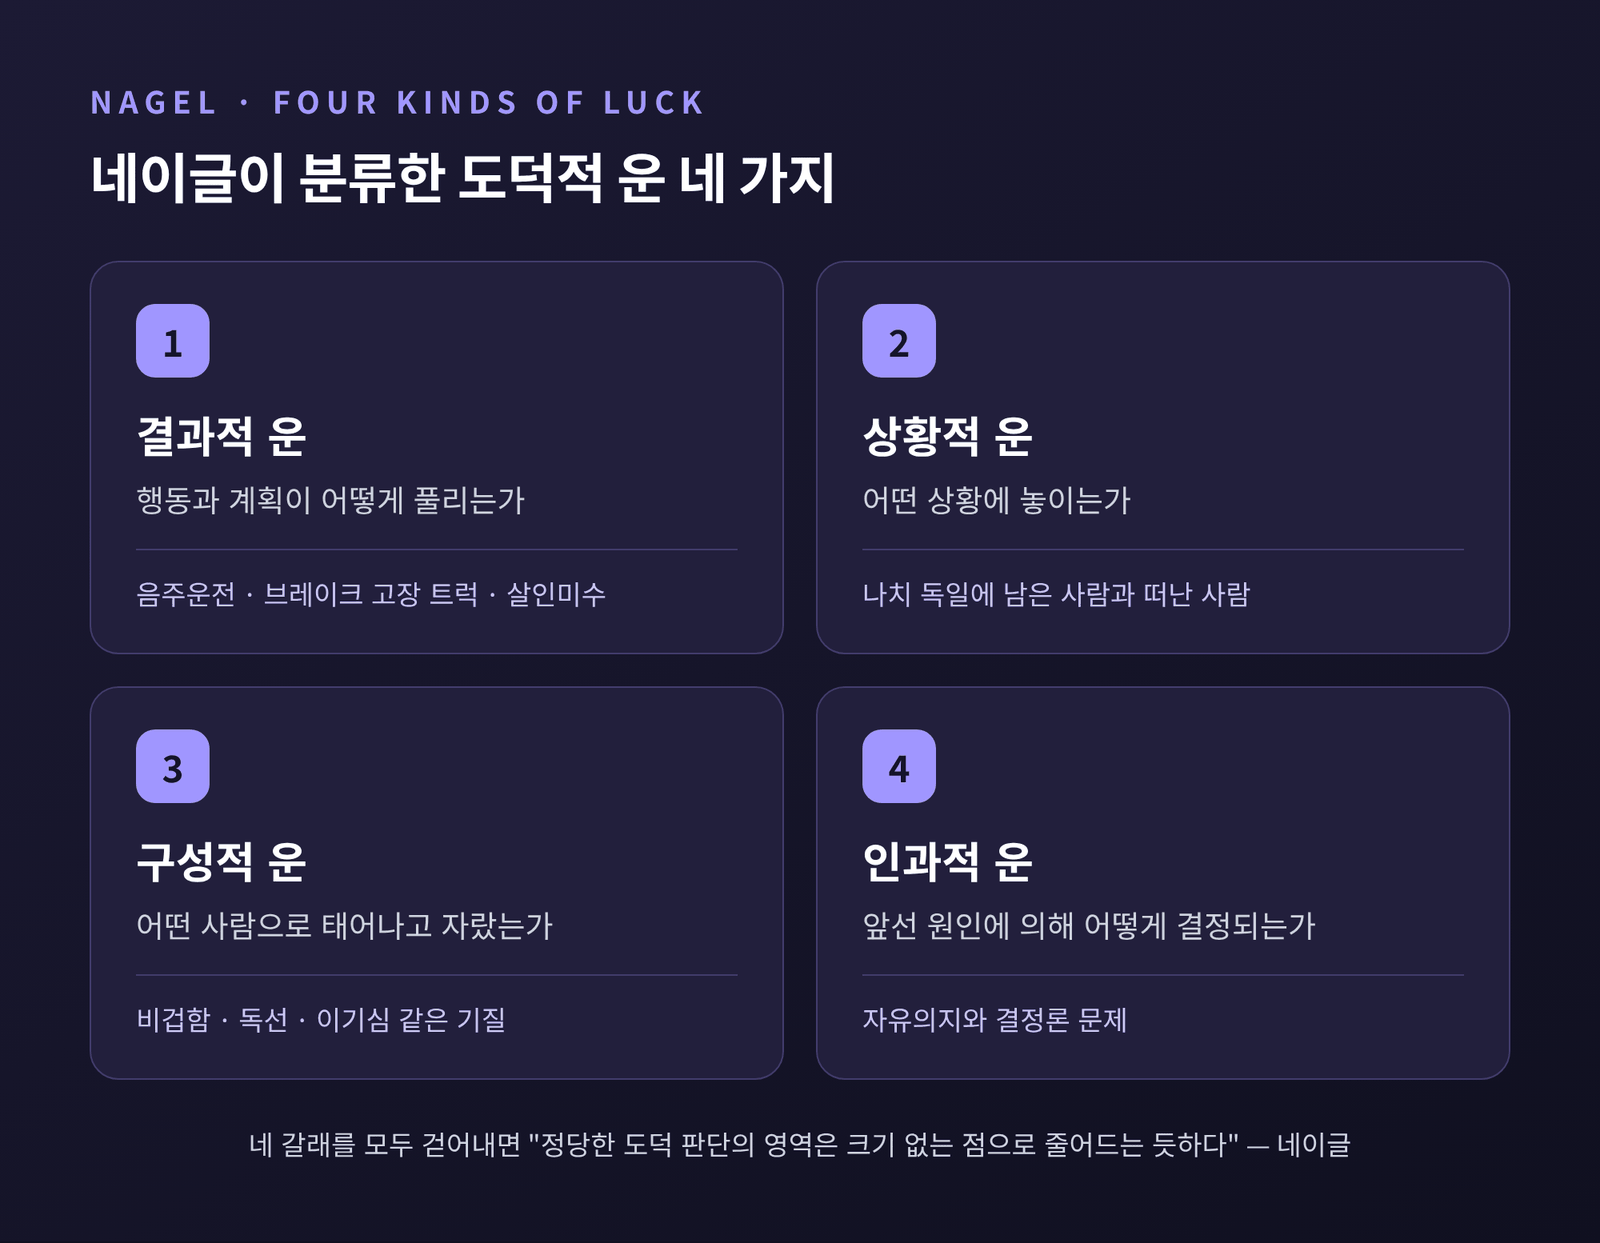 NAGEL · FOUR KINDS OF LUCK
네이글이 분류한 도덕적 운 네 가지
1
결과적 운
행동과 계획이 어떻게 풀리는가
음주운전 · 브레이크 고장 트럭 · 살인미수
2
상황적 운
어떤 상황에 놓이는가
나치 독일에 남은 사람과 떠난 사람
3
구성적 운
어떤 사람으로 태어나고 자랐는가
비겁함 · 독선 · 이기심 같은 기질
4
인과적 운
앞선 원인에 의해 어떻게 결정되는가
자유의지와 결정론 문제
네 갈래를 모두 걷어내면 "정당한 도덕 판단의 영역은 크기 없는 점으로 줄어드는 듯하다" — 네이글